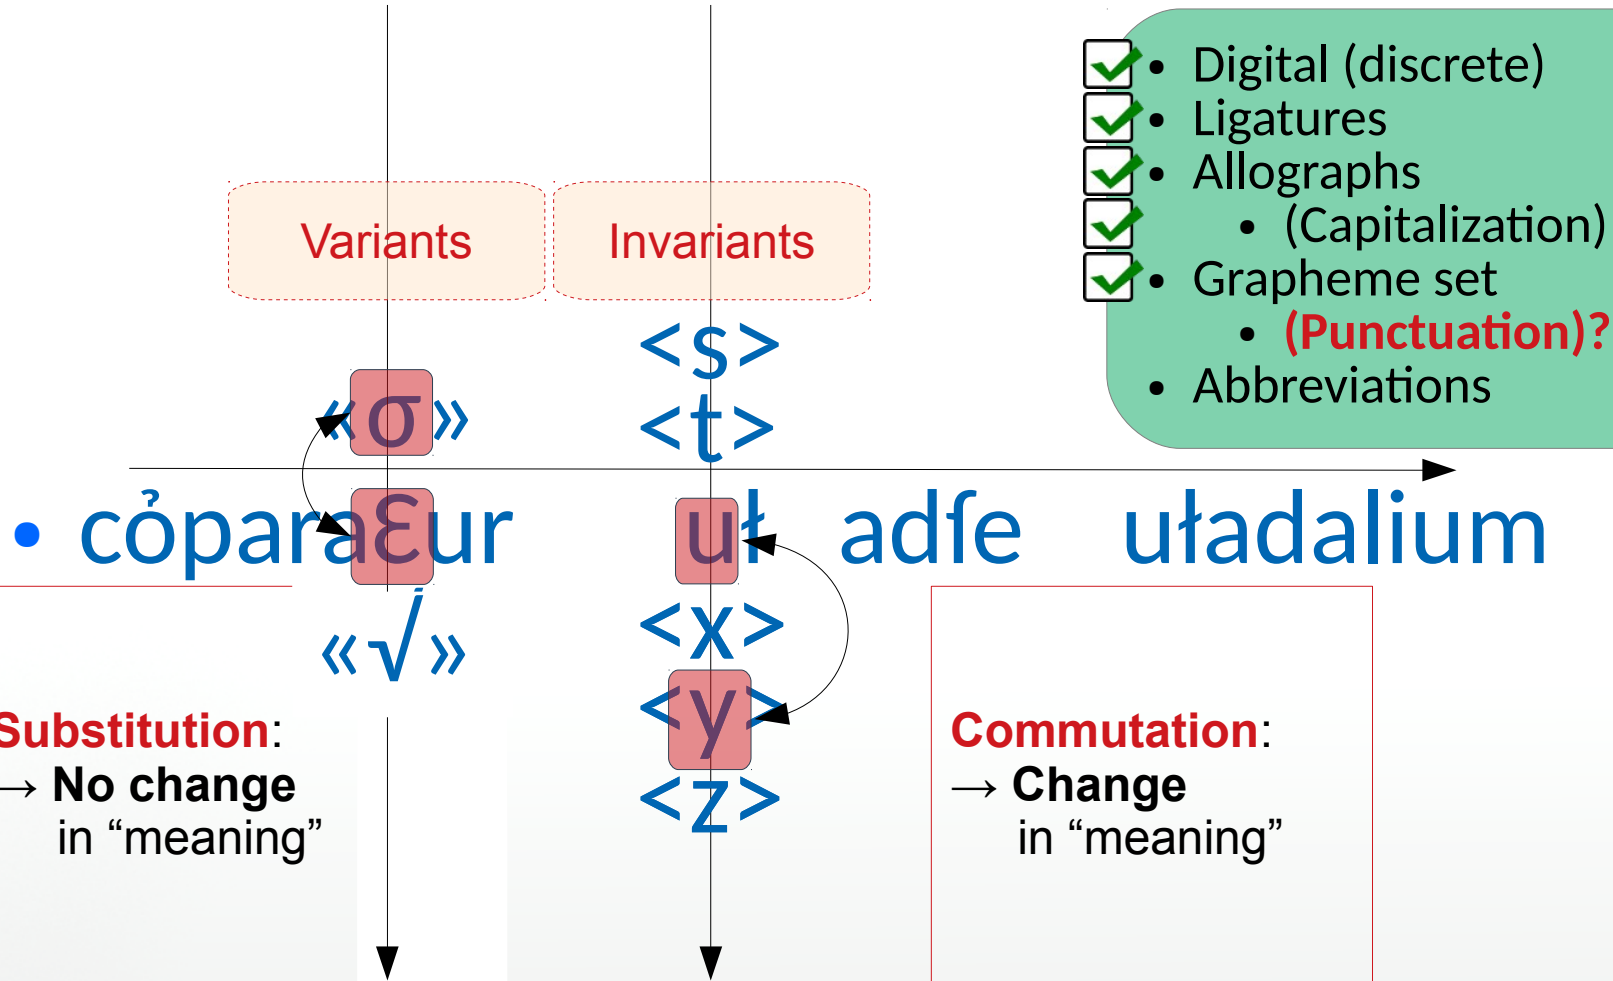 • Digital (discrete)
• Ligatures
• Allographs
• (Capitalization)
• Grapheme set
• (Punctuation)?
• Abbreviations
Variants
Invariants
<s>
«σ»
<t>
• cỏparaƐur uł adſe uładalium
«√»
<x>
<y>
<z>
Substitution:
→ No change
in “meaning”
Commutation:
→ Change
in “meaning”